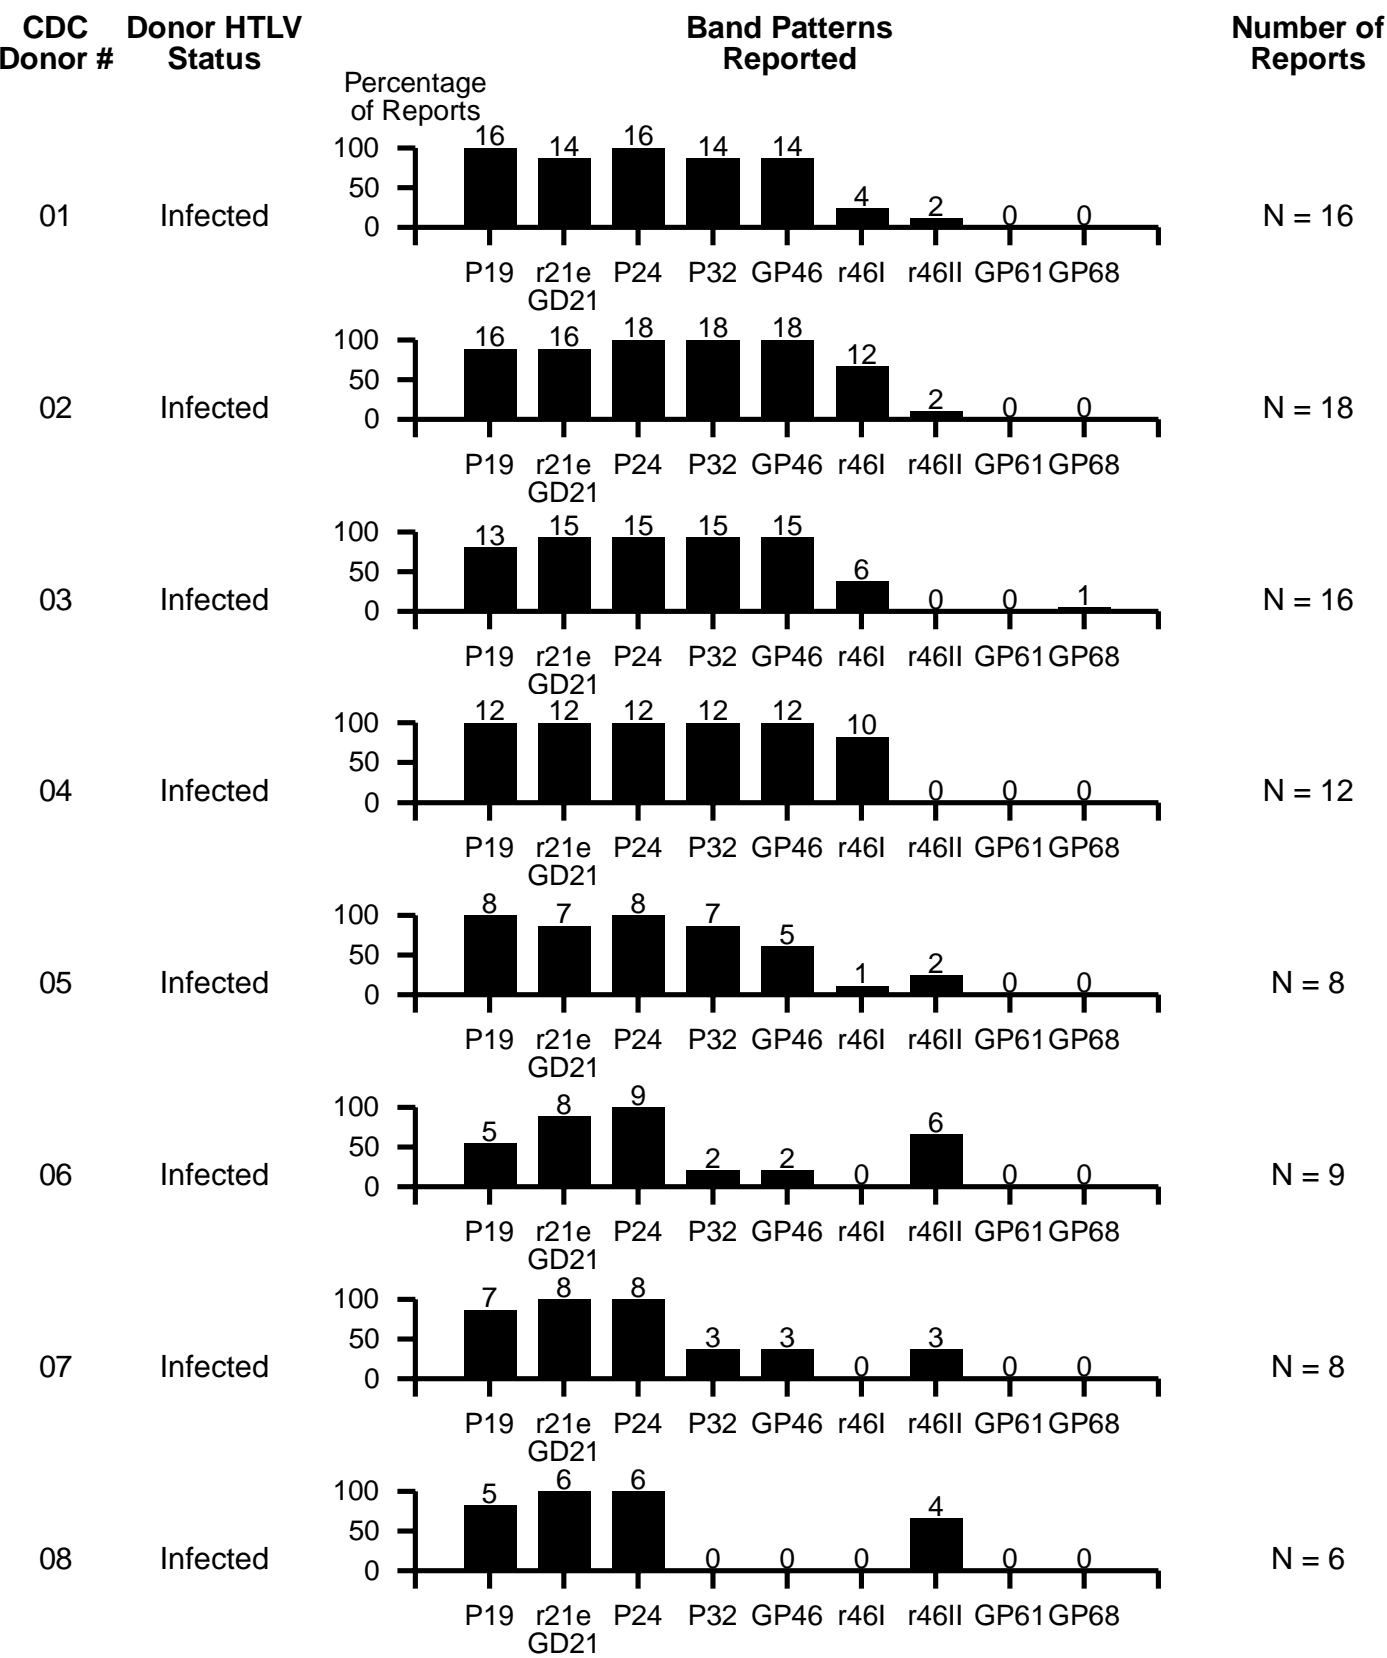 CDC Donor HTLV Band Patterns Number of
Donor # Status Reported Reports
Percentage
of Reports
16 14 16 14 14 4 2 0 0
100
50
0
01 Infected N = 16
P19 r21e P24 P32 GP46 r46I r46II GP61 GP68
GD21
16 16 18 18 18 12 2 0 0
100
50
0
02 Infected N = 18
P19 r21e P24 P32 GP46 r46I r46II GP61 GP68
GD21
13 15 15 15 15 6 0 0 1
100
50
0
03 Infected N = 16
P19 r21e P24 P32 GP46 r46I r46II GP61 GP68
GD21
12 12 12 12 12 10 0 0 0
100
50
0
04 Infected N = 12
P19 r21e P24 P32 GP46 r46I r46II GP61 GP68
GD21
8 7 8 7 5 1 2 0 0
100
50
0
05 Infected N = 8
P19 r21e P24 P32 GP46 r46I r46II GP61 GP68
GD21
5 8 9 2 2 0 6 0 0
100
50
0
06 Infected N = 9
P19 r21e P24 P32 GP46 r46I r46II GP61 GP68
GD21
7 8 8 3 3 0 3 0 0
100
50
0
07 Infected N = 8
P19 r21e P24 P32 GP46 r46I r46II GP61 GP68
GD21
5 6 6 0 0 0 4 0 0
100
50
0
08 Infected N = 6
P19 r21e P24 P32 GP46 r46I r46II GP61 GP68
GD21